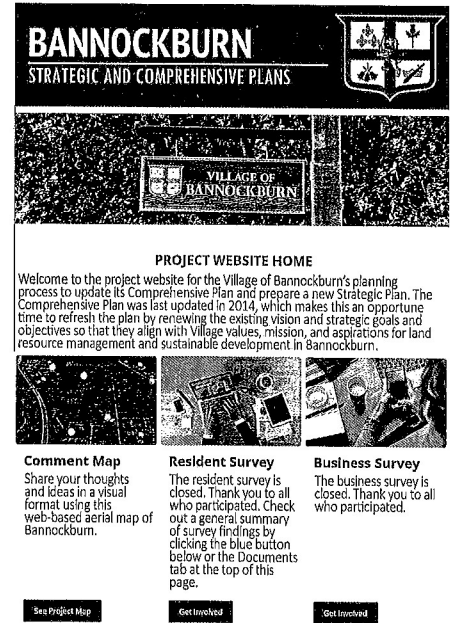 BANNOCKBURN
STRATEGIC AND COMPREHENSIVE PLANS
VILLAGE OF
BANNOCKBURN
PROJECT WEBSITE HOME
Welcome to the project website for the Village of Bannockburn's planning
process to update its Comprehensive Plan and prepare a new Strategic Plan. The
Comprehensive Plan was last updated in 2014, which makes this an opportune
time to refresh the plan by renewing the existing vision and strategic goals and
objectives so that they align with Village values, mission, and aspirations for land
resource management and sustainable development in Bannockburn.
Comment Map
Share your thoughts
and ideas in a visual
format using this
web-based aerial map of
Bannockburn.
See Project Map
Resident Survey
The resident survey is
closed. Thank you to all
who participated. Check
out a general summary
of survey findings by
clicking the blue button
below or the Documents
tab at the top of this
page.
Get Involved
Business Survey
The business survey is
closed. Thank you to all
who participated.
Get Involved